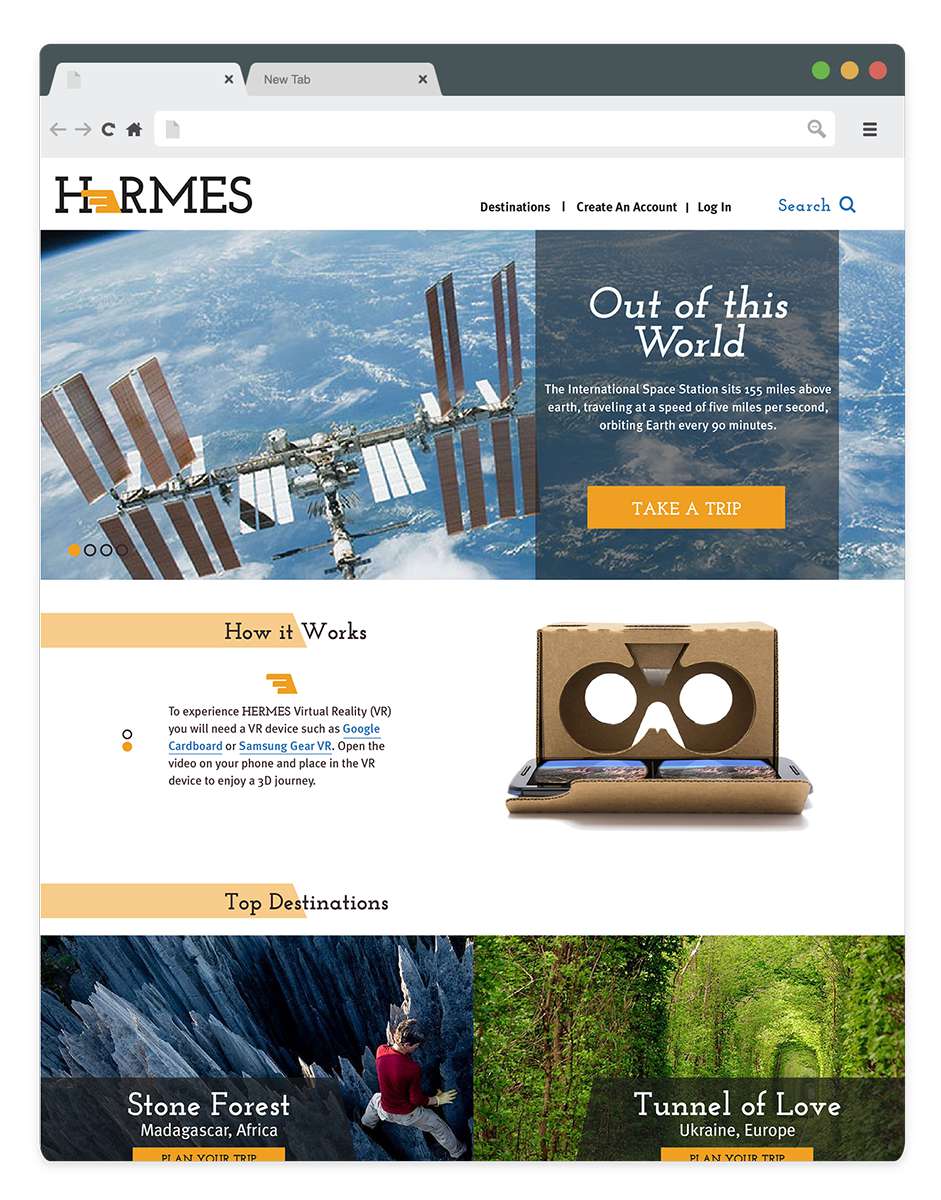 New Tab
HERMES
Destinations | Create An Account | Log In
Search
Out of this
World
The International Space Station sits 155 miles above
earth, traveling at a speed of five miles per second,
orbiting Earth every 90 minutes.
TAKE A TRIP
How it Works
To experience HERMES Virtual Reality (VR)
you will need a VR device such as Google
Cardboard or Samsung Gear VR. Open the
video on your phone and place in the VR
device to enjoy a 3D journey.
Top Destinations
Stone Forest
Madagascar, Africa
PLAN YOUR TRIP
Tunnel of Love
Ukraine, Europe
PLAN YOUR TRIP